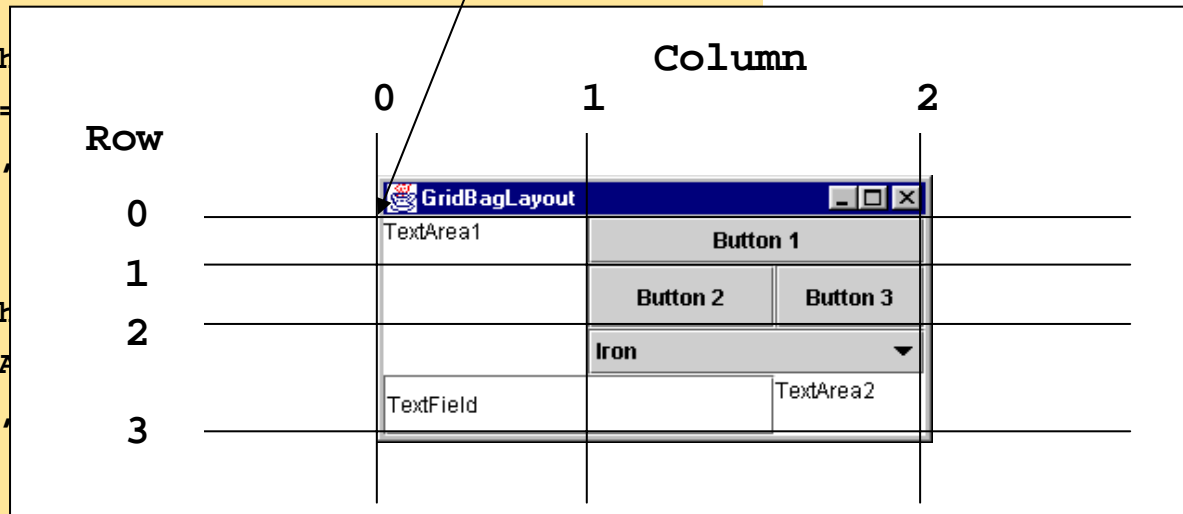 Column
0 1 2
Row
GridBagLayout
0
TextArea1 Button 1
1
Button 2 Button 3
2
Iron
TextField TextArea2
3